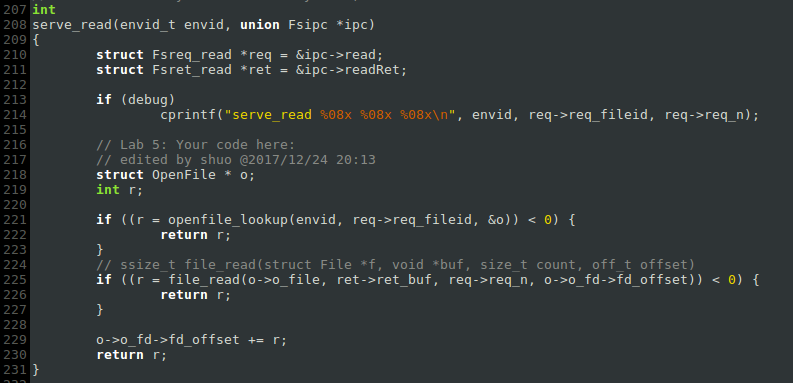 207 int
208 serve_read(envid_t envid, union Fsipc *ipc)
209 {
210         struct Fsreq_read *req = &ipc->read;
211         struct Fsret_read *ret = &ipc->readRet;
212
213         if (debug)
214                 cprintf("serve_read %08x %08x %08x\n", envid, req->req_fileid, req->req_n);
215
216         // Lab 5: Your code here:
217         // edited by shuo @2017/12/24 20:13
218         struct OpenFile * o;
219         int r;
220
221         if ((r = openfile_lookup(envid, req->req_fileid, &o)) < 0) {
222                 return r;
223         }
224         // ssize_t file_read(struct File *f, void *buf, size_t count, off_t offset)
225         if ((r = file_read(o->o_file, ret->ret_buf, req->req_n, o->o_fd->fd_offset)) < 0) {
226                 return r;
227         }
228
229         o->o_fd->fd_offset += r;
230         return r;
231 }